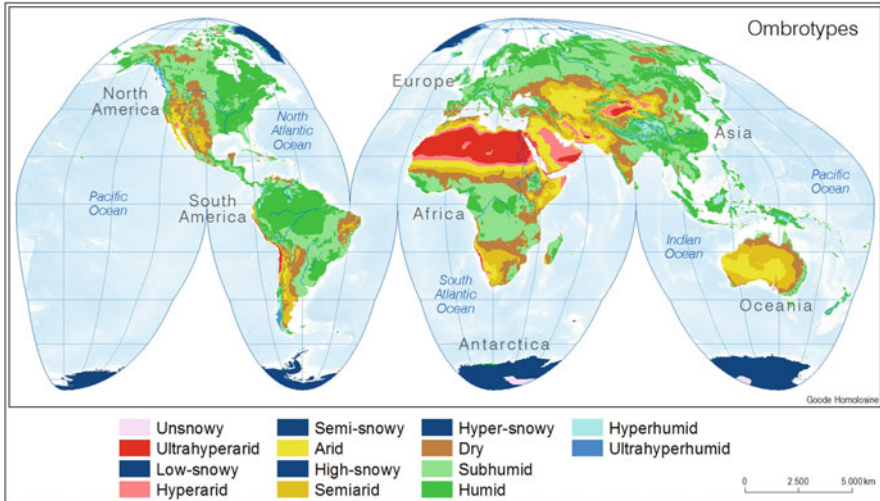 Ombrotypes
North
America
Europe
North
Atlantic
Ocean
Asia
Pacific
Ocean
South
America
Africa
Pacific
Ocean
Indian
Ocean
South
Atlantic
Ocean
Oceania
Antarctica
Goode Homolosine
Unsnowy
Semi-snowy
Hyper-snowy
Hyperhumid
Ultrahyperarid
Arid
Dry
Ultrahyperhumid
Low-snowy
High-snowy
Subhumid
Hyperarid
Semiarid
Humid
0 2.500 5.000 km